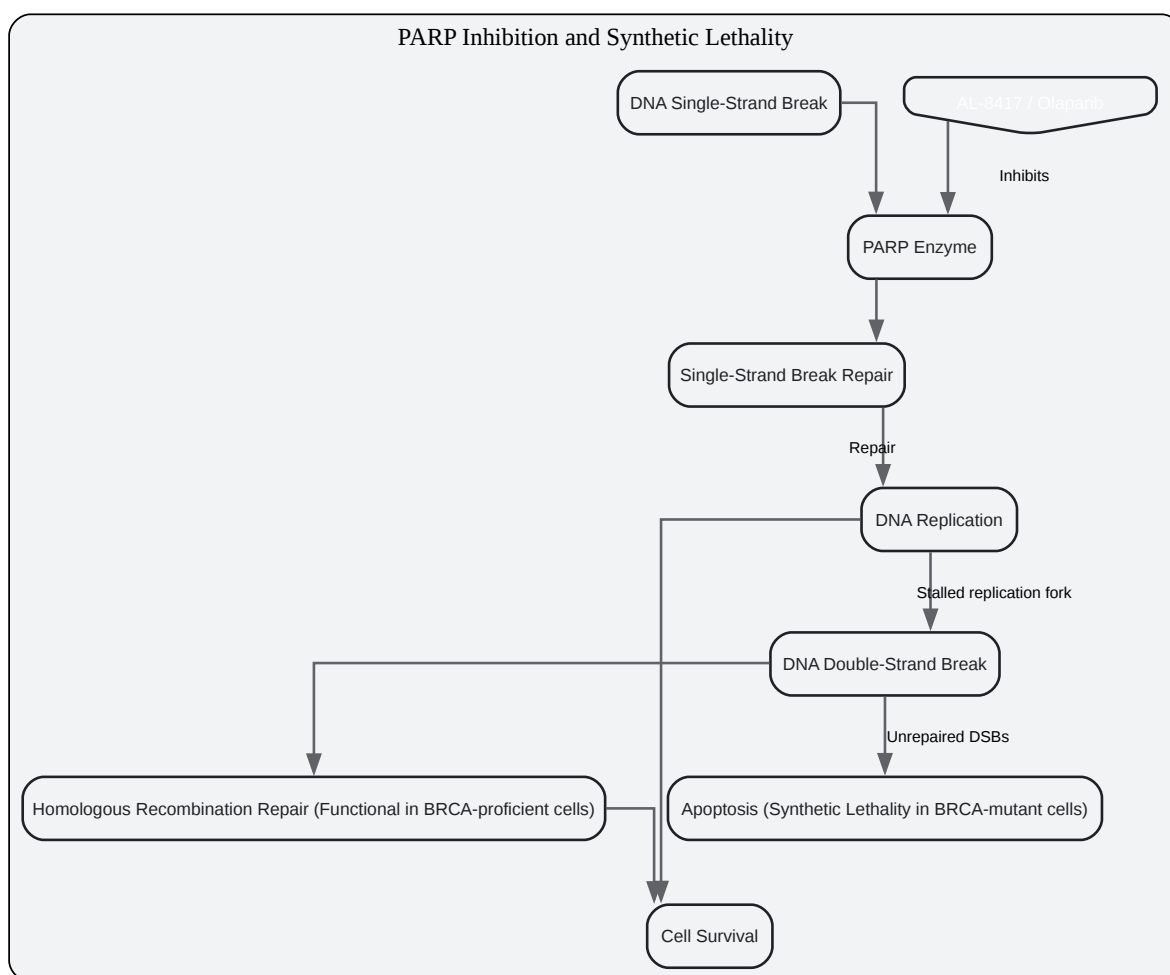 PARP Inhibition and Synthetic Lethality
DNA Single-Strand Break
AL-8417 / Olaparib
Inhibits
PARP Enzyme
Single-Strand Break Repair
Repair
DNA Replication
Stalled replication fork
DNA Double-Strand Break
Unrepaired DSBs
Homologous Recombination Repair (Functional in BRCA-proficient cells)
Apoptosis (Synthetic Lethality in BRCA-mutant cells)
Cell Survival